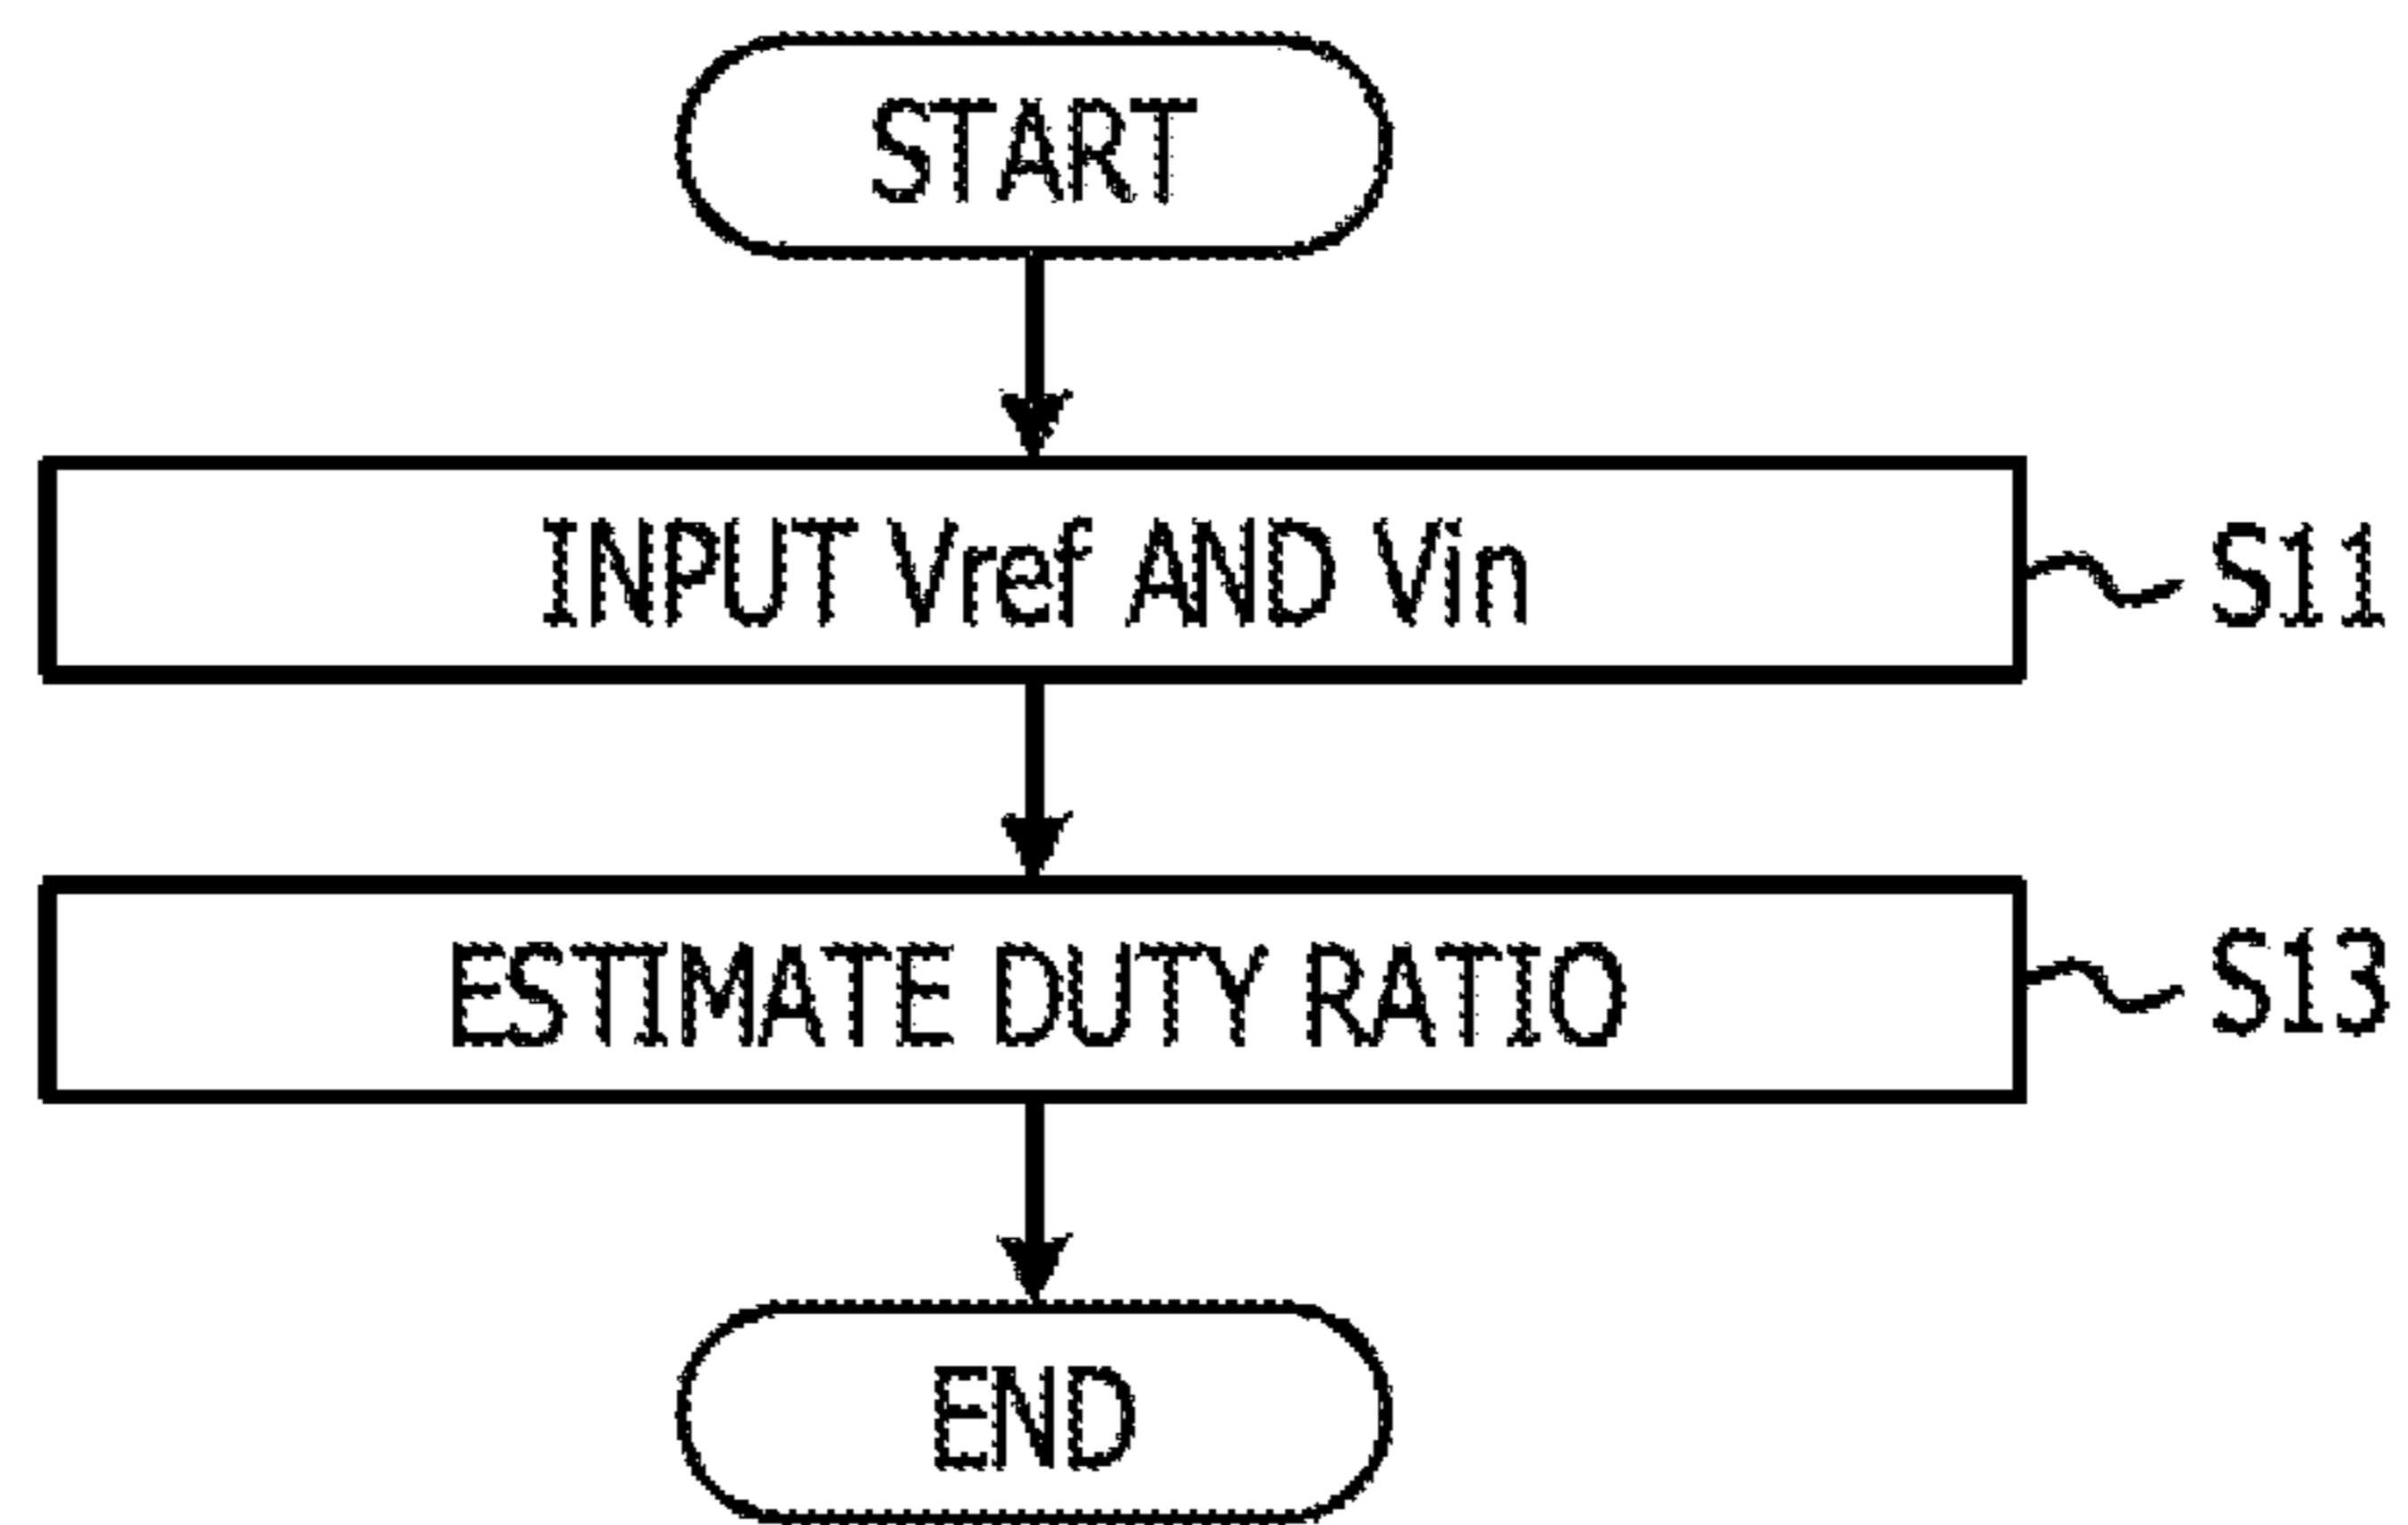 START
INPUT Vref AND Vin
S11
ESTIMATE DUTY RATIO
S13
END